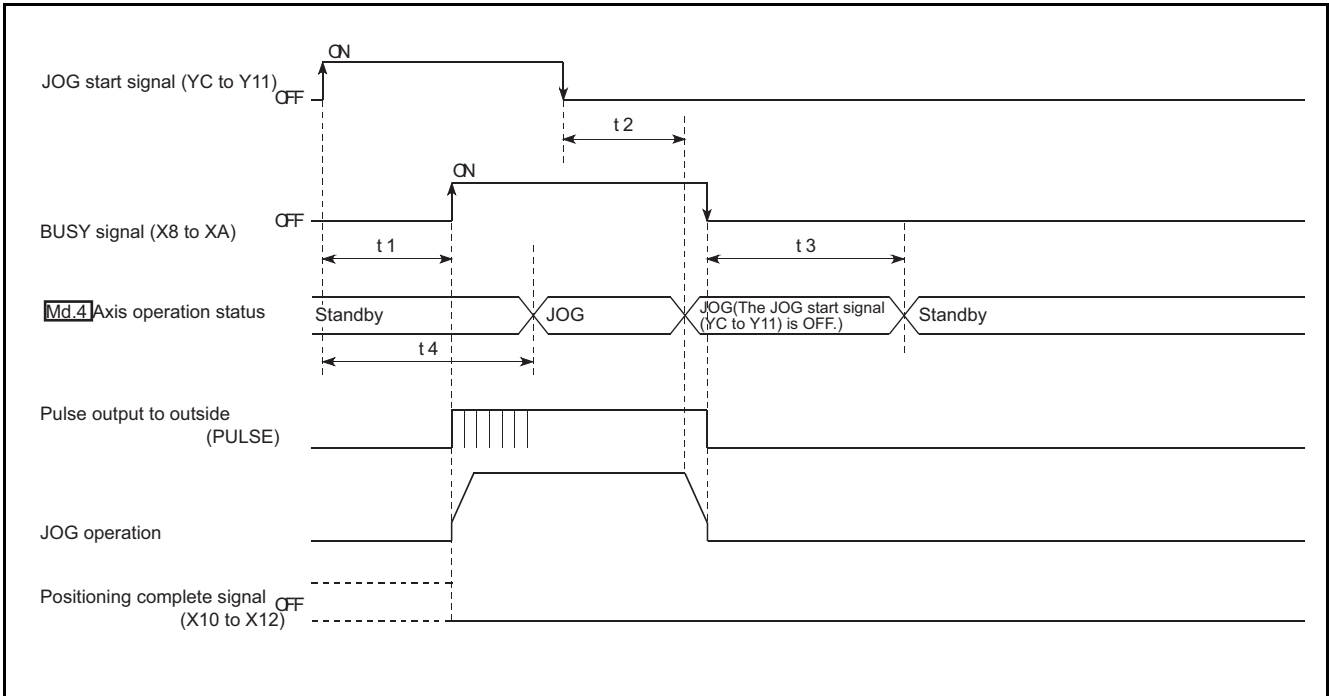 ON
JOG start signal (YC to Y11)
OFF
t 2
ON
OFF
BUSY signal (X8 to XA)
t 1
t 3
Md.4 Axis operation status
Standby
JOG
JOG(The JOG start signal
(YC to Y11) is OFF.)
Standby
t 4
Pulse output to outside
(PULSE)
JOG operation
Positioning complete signal
OFF
(X10 to X12)